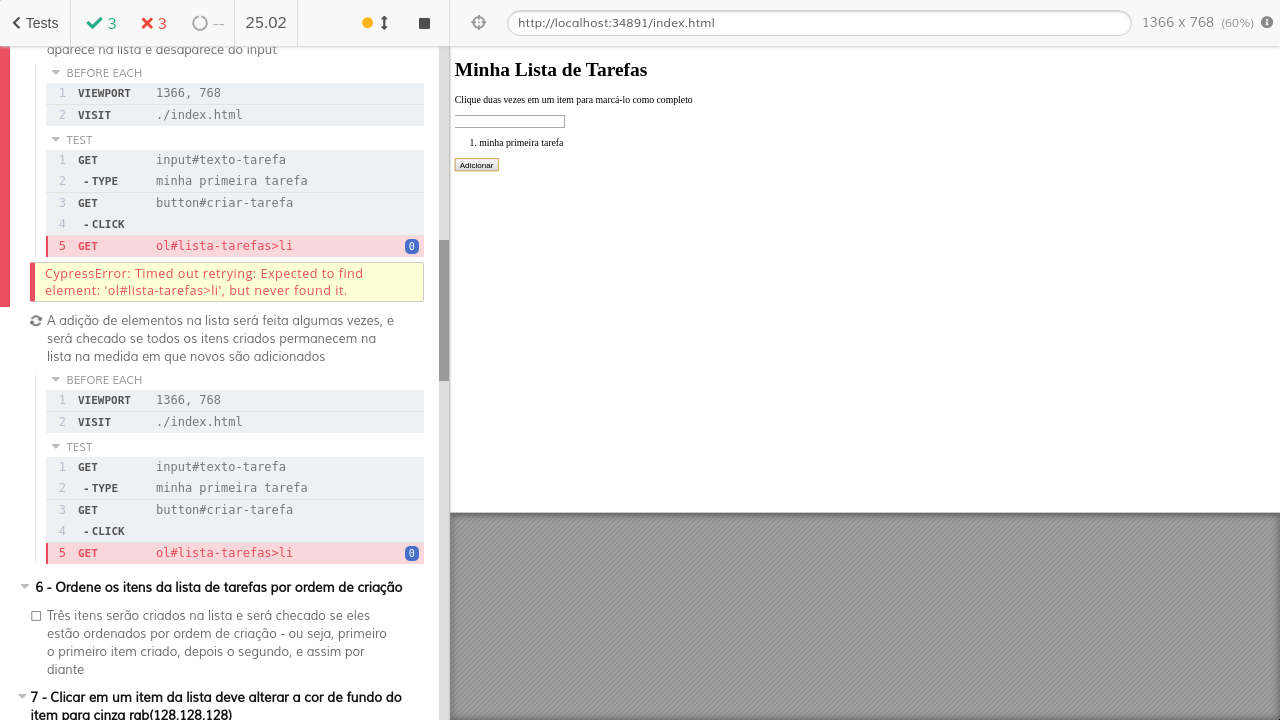 Tests 3 3 -- 25.02
http://localhost:34891/index.html 1366 x 768 (60%)
aparece na lista e desaparece do input
BEFORE EACH
1 VIEWPORT 1366, 768
2 VISIT ./index.html
TEST
1 GET input#texto-tarefa
2 - TYPE minha primeira tarefa
3 GET button#criar-tarefa
4 - CLICK
5 GET ol#lista-tarefas>li 0
CypressError: Timed out retrying: Expected to find
element: 'ol#lista-tarefas>li', but never found it.
A adição de elementos na lista será feita algumas vezes, e
será checado se todos os itens criados permanecem na
lista na medida em que novos são adicionados
BEFORE EACH
1 VIEWPORT 1366, 768
2 VISIT ./index.html
TEST
1 GET input#texto-tarefa
2 - TYPE minha primeira tarefa
3 GET button#criar-tarefa
4 - CLICK
5 GET ol#lista-tarefas>li 0
6 - Ordene os itens da lista de tarefas por ordem de criação
Três itens serão criados na lista e será checado se eles
estão ordenados por ordem de criação - ou seja, primeiro
o primeiro item criado, depois o segundo, e assim por
diante
7 - Clicar em um item da lista deve alterar a cor de fundo do
item para cinza rgb(128,128,128)
Minha Lista de Tarefas
Clique duas vezes em um item para marcá-lo como completo
1. minha primeira tarefa
Adicionar